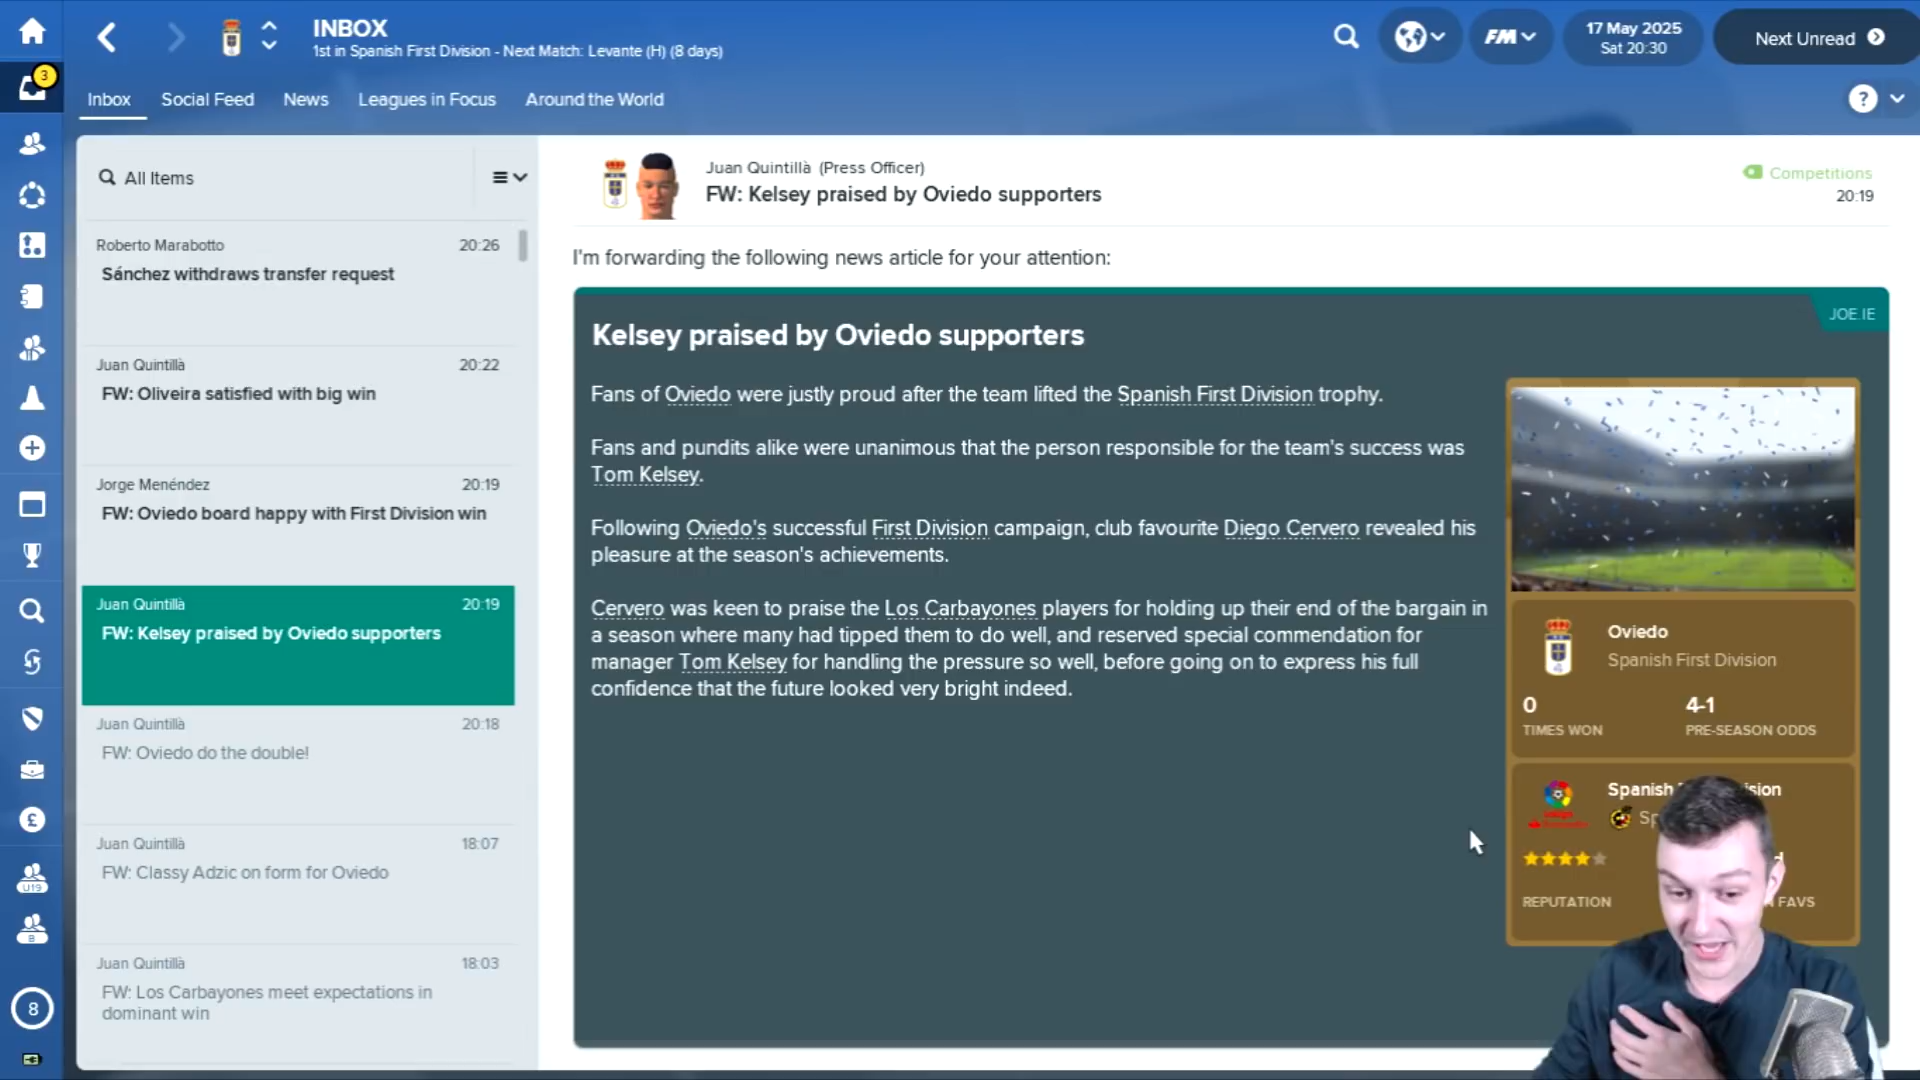 INBOX
1st in Spanish First Division - Next Match: Levante (H) (8 days)
FM
17 May 2025
Sat 20:30
Next Unread
3
Inbox
Social Feed
News
Leagues in Focus
Around the World
?
All Items
Roberto Marabotto
20:26
Sánchez withdraws transfer request
Juan Quintillà
20:22
FW: Oliveira satisfied with big win
Jorge Menéndez
20:19
FW: Oviedo board happy with First Division win
Juan Quintillà
20:19
FW: Kelsey praised by Oviedo supporters
Juan Quintillà
20:18
FW: Oviedo do the double!
Juan Quintillà
18:07
FW: Classy Adzic on form for Oviedo
Juan Quintillà
18:03
FW: Los Carbayones meet expectations in
dominant win
£
U19
B
8
Juan Quintillà (Press Officer)
FW: Kelsey praised by Oviedo supporters
Competitions
20:19
I'm forwarding the following news article for your attention:
JOE.IE
Kelsey praised by Oviedo supporters
Fans of Oviedo were justly proud after the team lifted the Spanish First Division trophy.
Fans and pundits alike were unanimous that the person responsible for the team's success was
Tom Kelsey.
Following Oviedo's successful First Division campaign, club favourite Diego Cervero revealed his
pleasure at the season's achievements.
Cervero was keen to praise the Los Carbayones players for holding up their end of the bargain in
a season where many had tipped them to do well, and reserved special commendation for
manager Tom Kelsey for handling the pressure so well, before going on to express his full
confidence that the future looked very bright indeed.
Oviedo
Spanish First Division
0
4-1
TIMES WON
PRE-SEASON ODDS
Spanish
REPUTATION
FAVS